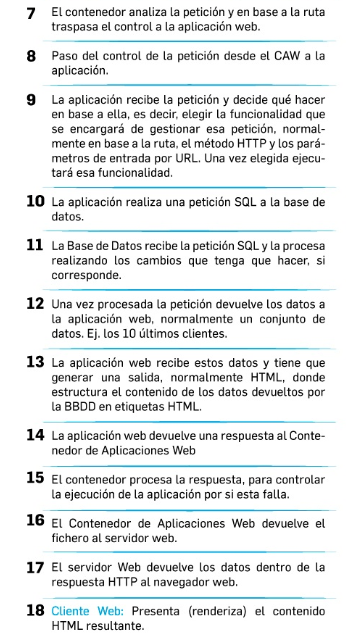 7 El contenedor analiza la petición y en base a la ruta
traspasa el control a la aplicación web.
8 Paso del control de la petición desde el CAW a la
aplicación.
9 La aplicación recibe la petición y decide qué hacer
en base a ella, es decir, elegir la funcionalidad que
se encargará de gestionar esa petición, normal-
mente en base a la ruta, el método HTTP y los pará-
metros de entrada por URL. Una vez elegida ejecu-
tará esa funcionalidad.
10 La aplicación realiza una petición SQL a la base de
datos.
11 La Base de Datos recibe la petición SQL y la procesa
realizando los cambios que tenga que hacer, si
corresponde.
12 Una vez procesada la petición devuelve los datos a
la aplicación web, normalmente un conjunto de
datos. Ej. los 10 últimos clientes.
13 La aplicación web recibe estos datos y tiene que
generar una salida, normalmente HTML, donde
estructura el contenido de los datos devueltos por
la BBDD en etiquetas HTML.
14 La aplicación web devuelve una respuesta al Conte-
nedor de Aplicaciones Web
15 El contenedor procesa la respuesta, para controlar
la ejecución de la aplicación por si esta falla.
16 El Contenedor de Aplicaciones Web devuelve el
fichero al servidor web.
17 El servidor Web devuelve los datos dentro de la
respuesta HTTP al navegador web.
18 Cliente Web: Presenta (renderiza) el contenido
HTML resultante.